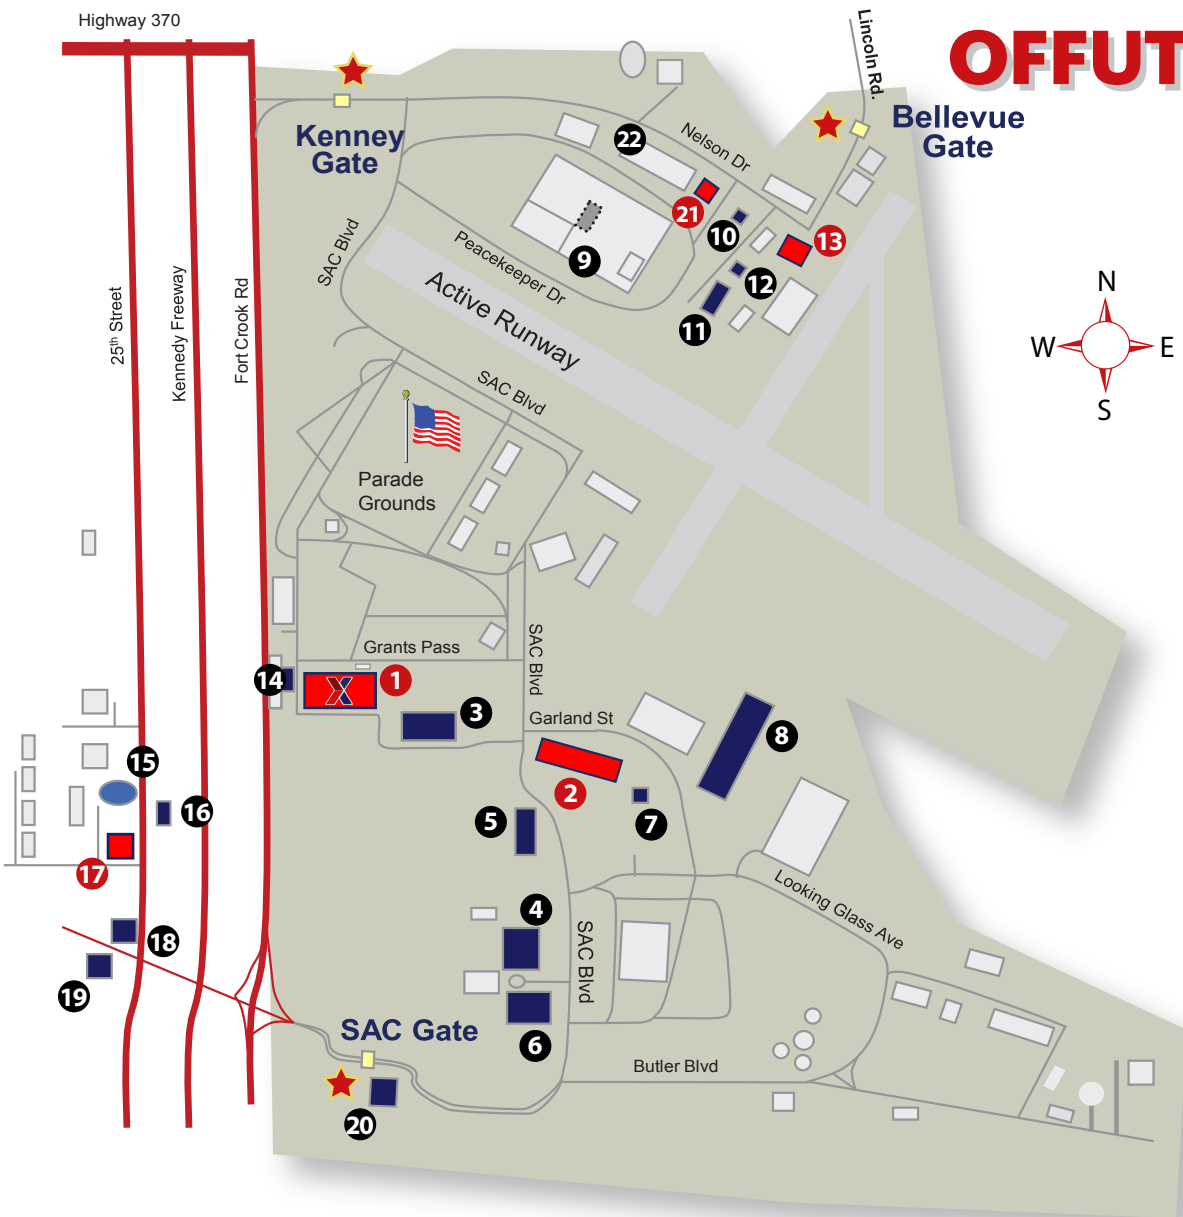 Highway 370
OFFUT
Lincoln Rd.
Kenney
Gate
Bellevue
Gate
22
Nelson Dr
21
10
13
9
12
11
SAC Blvd
Peacekeeper Dr
Active Runway
25th Street
Kennedy Freeway
Fort Crook Rd
N
W
E
S
SAC Blvd
Parade
Grounds
Grants Pass
SAC Blvd
14
X
1
3
Garland St
8
15
2
16
5
7
17
4
Looking Glass Ave
18
SAC Blvd
19
SAC Gate
6
Butler Blvd
20